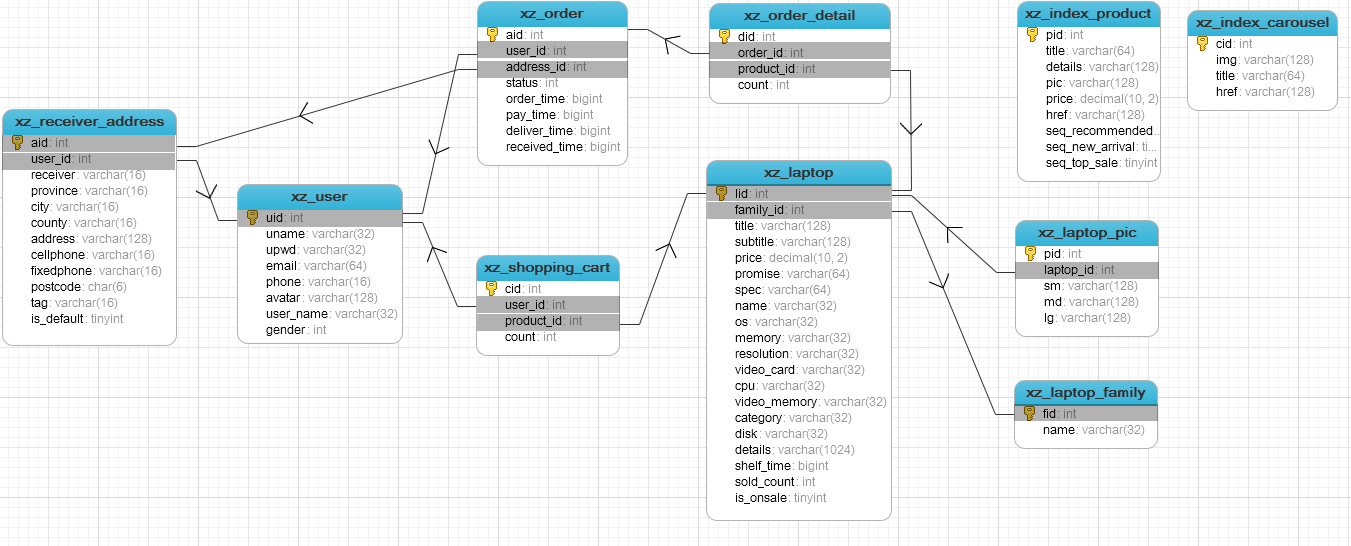 xz_order
aid: int
user_id: int
address_id: int
status: int
order_time: bigint
pay_time: bigint
deliver_time: bigint
received_time: bigint
xz_order_detail
did: int
order_id: int
product_id: int
count: int
xz_index_product
pid: int
title: varchar(64)
details: varchar(128)
pic: varchar(128)
price: decimal(10, 2)
href: varchar(128)
seq_recommended..
seq_new_arrival: ti...
seq_top_sale: tinyint
xz_index_carousel
cid: int
img: varchar(128)
title: varchar(64)
href: varchar(128)
xz_receiver_address
aid: int
user_id: int
receiver: varchar(16)
province: varchar(16)
city: varchar(16)
county: varchar(16)
address: varchar(128)
cellphone: varchar(16)
fixedphone: varchar(16)
postcode: char(6)
tag: varchar(16)
is_default: tinyint
xz_user
uid: int
uname: varchar(32)
upwd: varchar(32)
email: varchar(64)
phone: varchar(16)
avatar: varchar(128)
user_name: varchar(32)
gender: int
xz_shopping_cart
cid: int
user_id: int
product_id: int
count: int
xz_laptop
lid: int
family_id: int
title: varchar(128)
subtitle: varchar(128)
price: decimal(10, 2)
promise: varchar(64)
spec: varchar(64)
name: varchar(32)
os: varchar(32)
memory: varchar(32)
resolution: varchar(32)
video_card: varchar(32)
cpu: varchar(32)
video_memory: varchar(32)
category: varchar(32)
disk: varchar(32)
details: varchar(1024)
shelf_time: bigint
sold_count: int
is_onsale: tinyint
xz_laptop_pic
pid: int
laptop_id: int
sm: varchar(128)
md: varchar(128)
lg: varchar(128)
xz_laptop_family
fid: int
name: varchar(32)